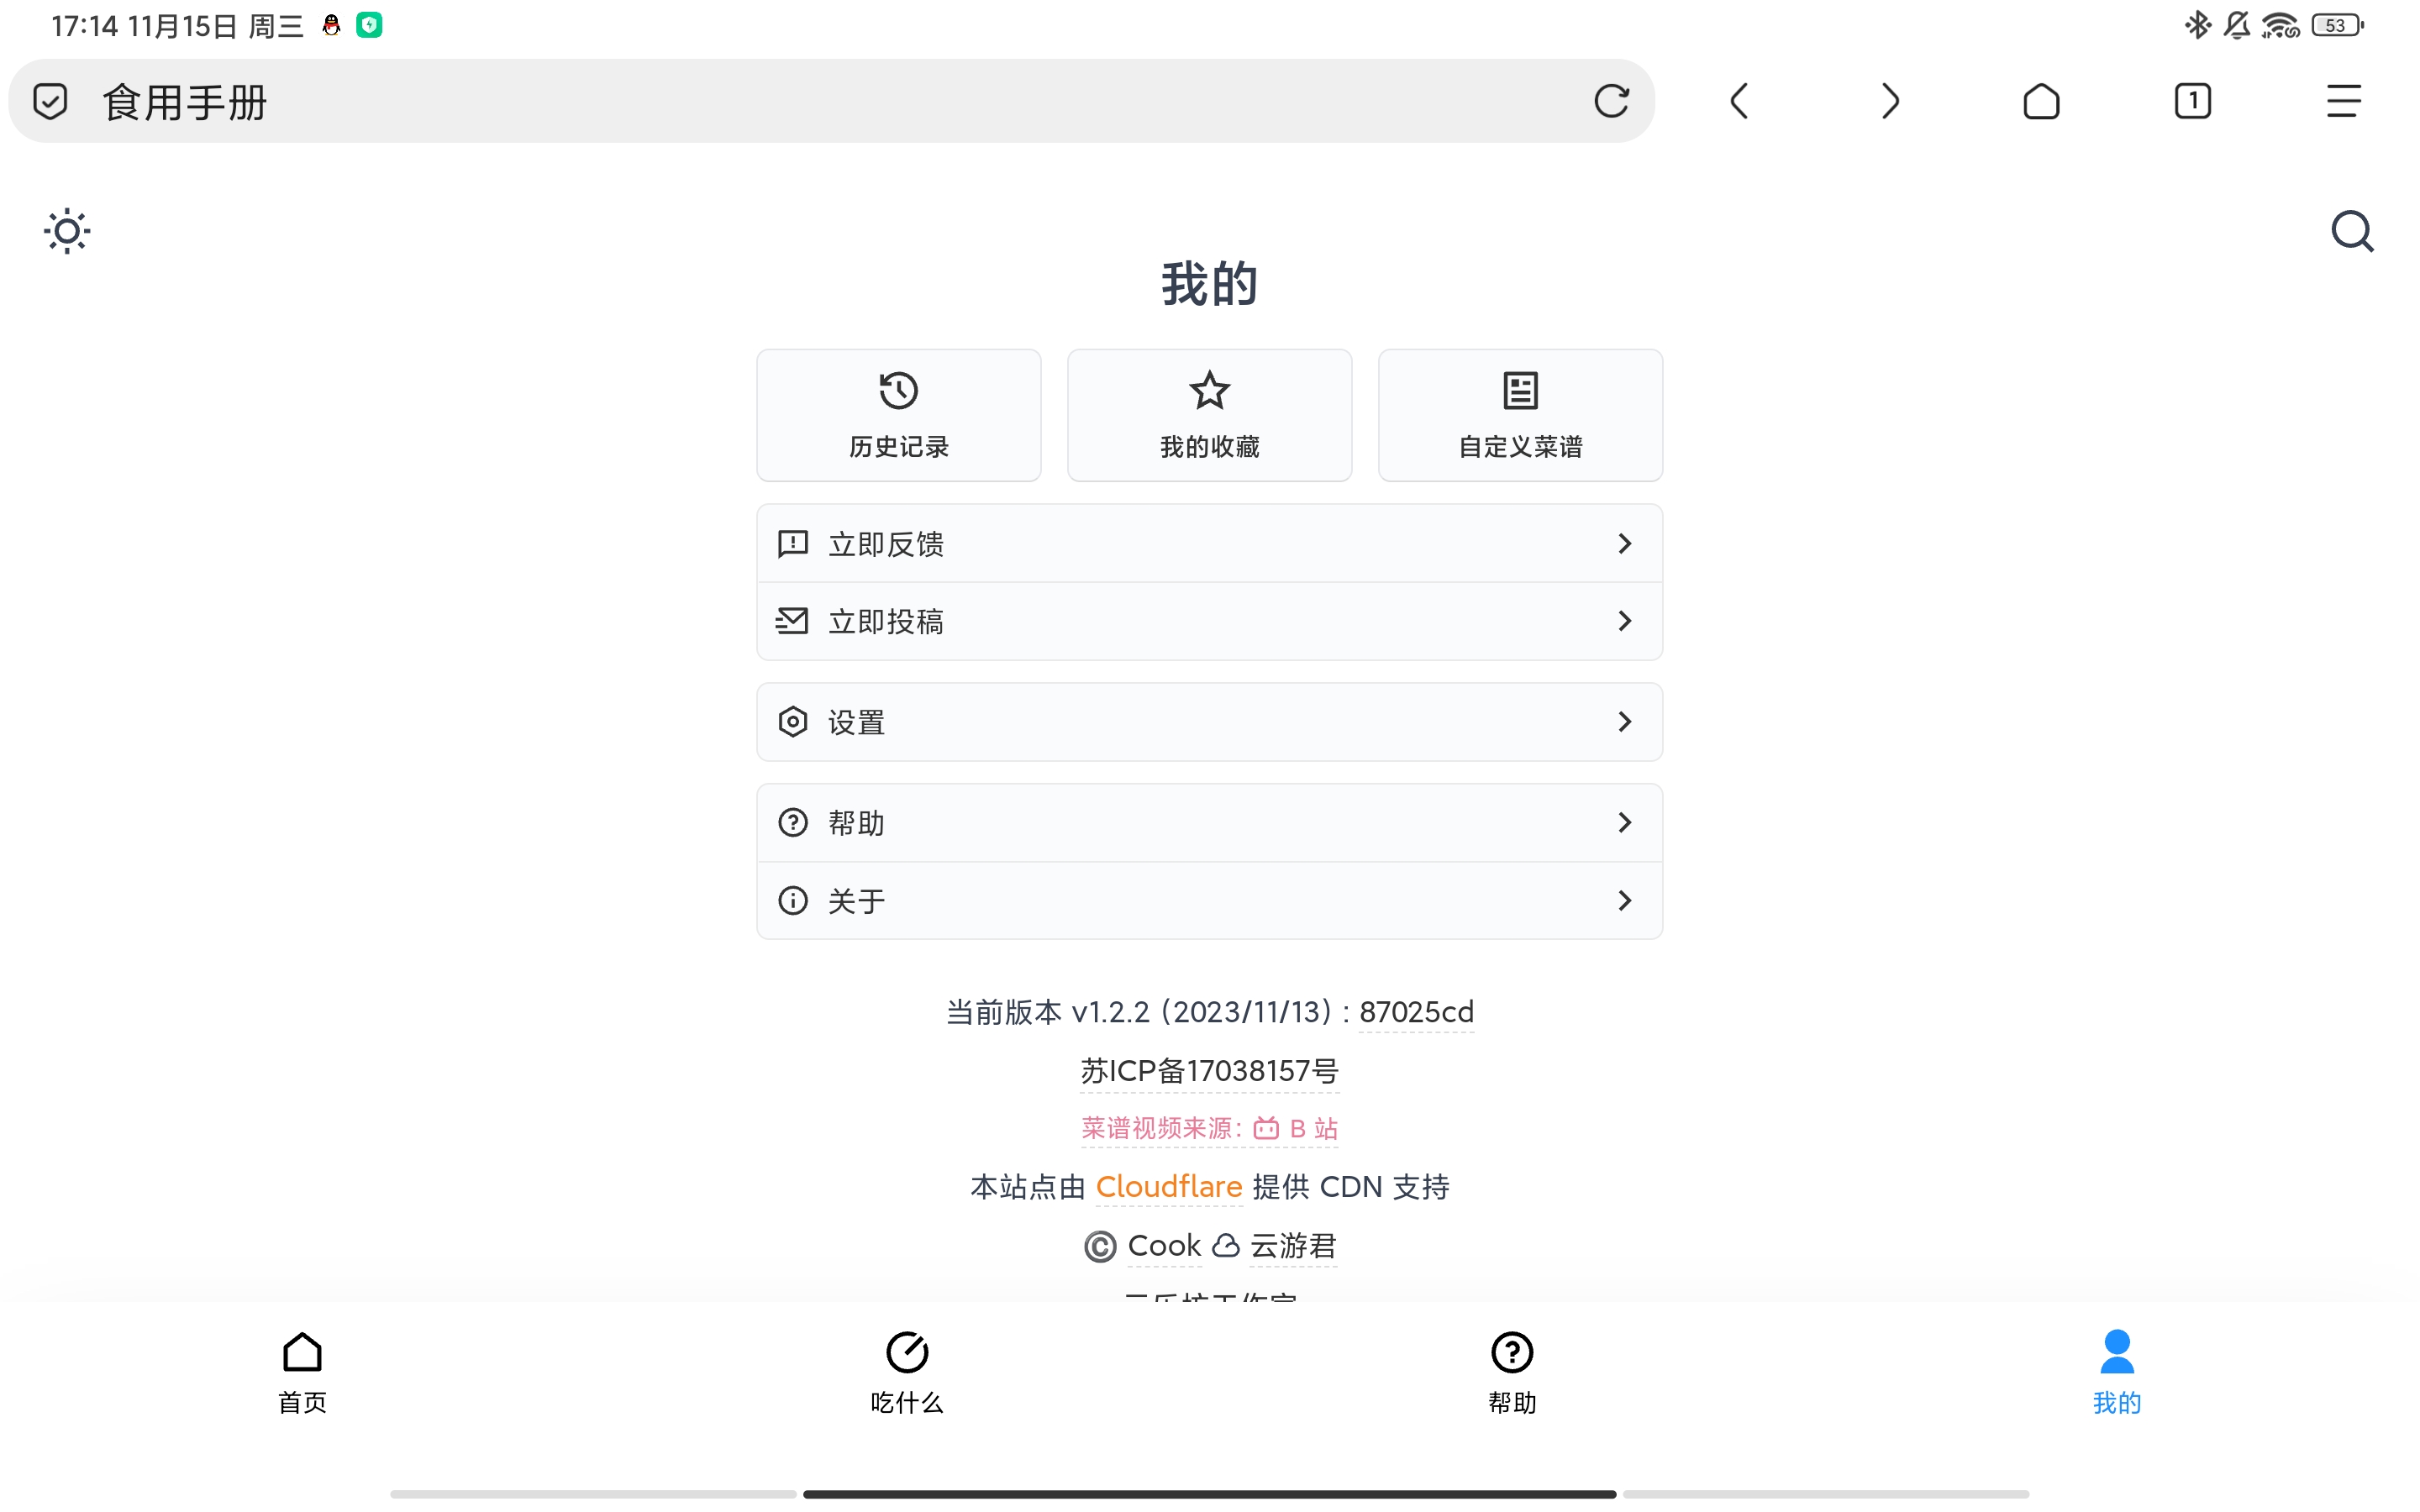 17:14 11月15日 周三
53
食用手册
1
我的
历史记录
我的收藏
自定义菜谱
立即反馈
立即投稿
设置
帮助
关于
当前版本 v1.2.2 (2023/11/13) : 87025cd
苏ICP备17038157号
菜谱视频来源: B 站
本站点由 Cloudflare 提供 CDN 支持
© Cook 云游君
首页
吃什么
帮助
我的